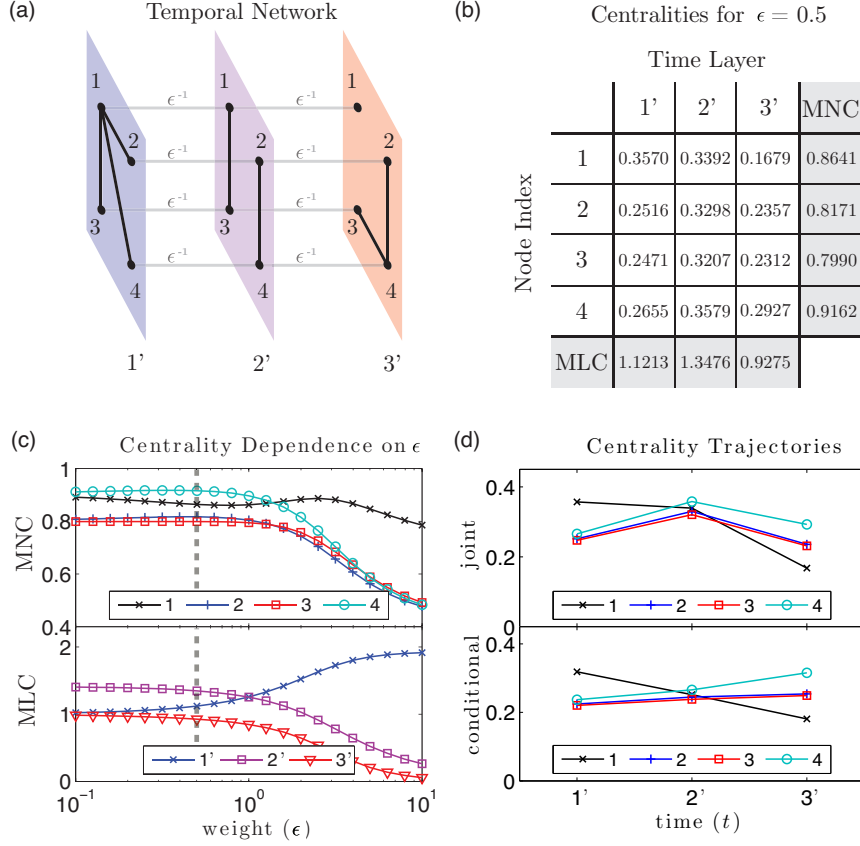 (a)
Temporal Network
1 1 1
ϵ⁻¹ ϵ⁻¹
2 2 2
ϵ⁻¹ ϵ⁻¹
ϵ⁻¹ ϵ⁻¹
3 3 3
ϵ⁻¹ ϵ⁻¹
4 4 4
1' 2' 3'
(b)
Centralities for ϵ = 0.5
Time Layer
1' 2' 3' MNC
Node Index
1 0.3570 0.3392 0.1679 0.8641
2 0.2516 0.3298 0.2357 0.8171
3 0.2471 0.3207 0.2312 0.7990
4 0.2655 0.3579 0.2927 0.9162
MLC 1.1213 1.3476 0.9275
(c)
Centrality Dependence on ϵ
MNC
1
0.8
0.6
0.4
1 2 3 4
MLC
2
1
0
1' 2' 3'
10⁻¹ 10⁰ 10¹
weight (ϵ)
(d)
Centrality Trajectories
joint
0.4
0.2
0
1 2 3 4
conditional
0.4
0.2
0
1 2 3 4
1' 2' 3'
time (t)